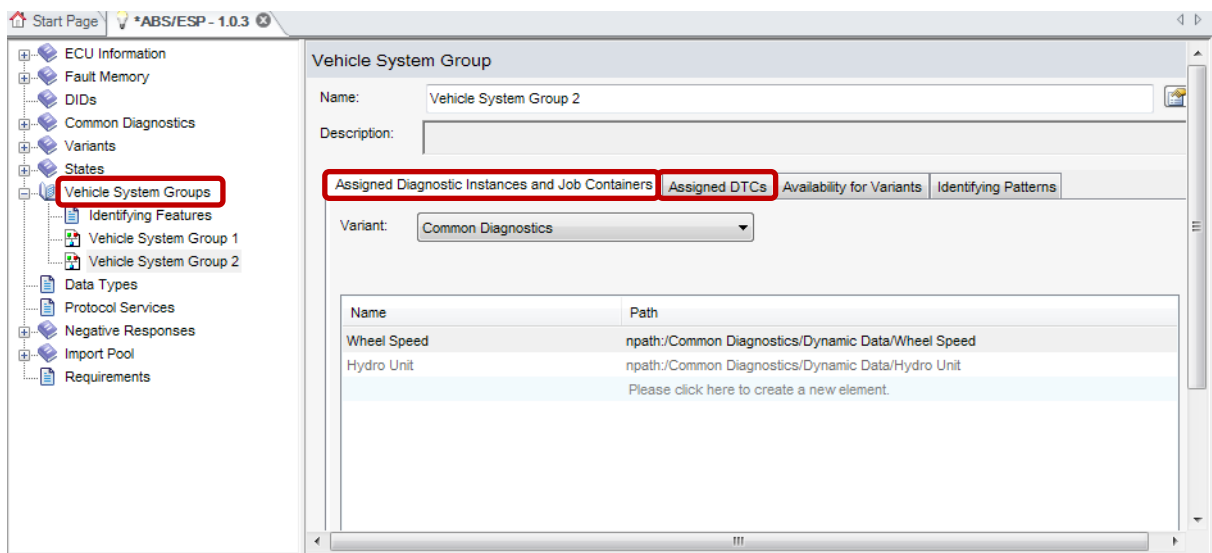 Start Page
*ABS/ESP - 1.0.3
ECU Information
Fault Memory
DIDs
Common Diagnostics
Variants
States
Vehicle System Groups
Identifying Features
Vehicle System Group 1
Vehicle System Group 2
Data Types
Protocol Services
Negative Responses
Import Pool
Requirements
Vehicle System Group
Name: Vehicle System Group 2
Description:
Assigned Diagnostic Instances and Job Containers Assigned DTCs Availability for Variants Identifying Patterns
Variant: Common Diagnostics
Name Path
Wheel Speed npath:/Common Diagnostics/Dynamic Data/Wheel Speed
Hydro Unit npath:/Common Diagnostics/Dynamic Data/Hydro Unit
Please click here to create a new element.